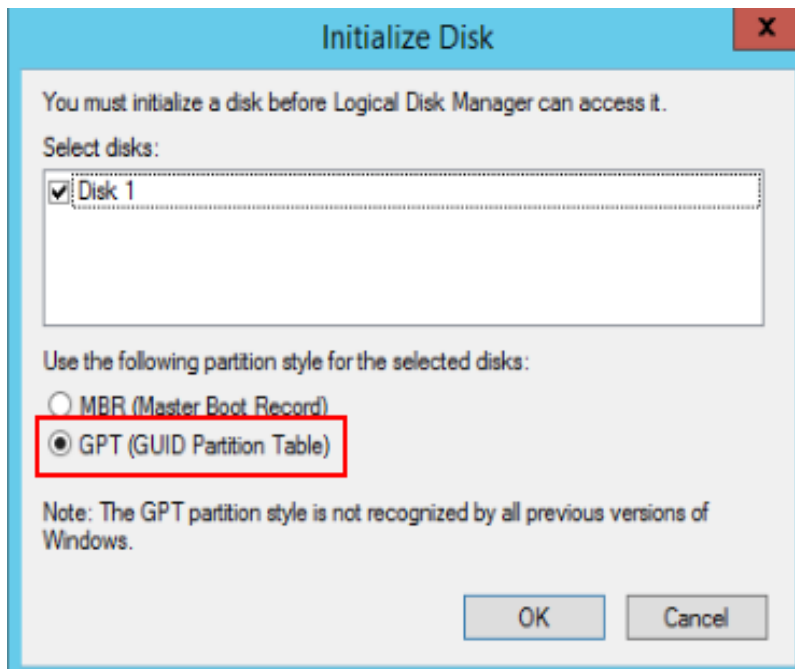 Initialize Disk
x
You must initialize a disk before Logical Disk Manager can access it.
Select disks:
Disk 1
Use the following partition style for the selected disks:
MBR (Master Boot Record)
GPT (GUID Partition Table)
Note: The GPT partition style is not recognized by all previous versions of
Windows.
OK
Cancel